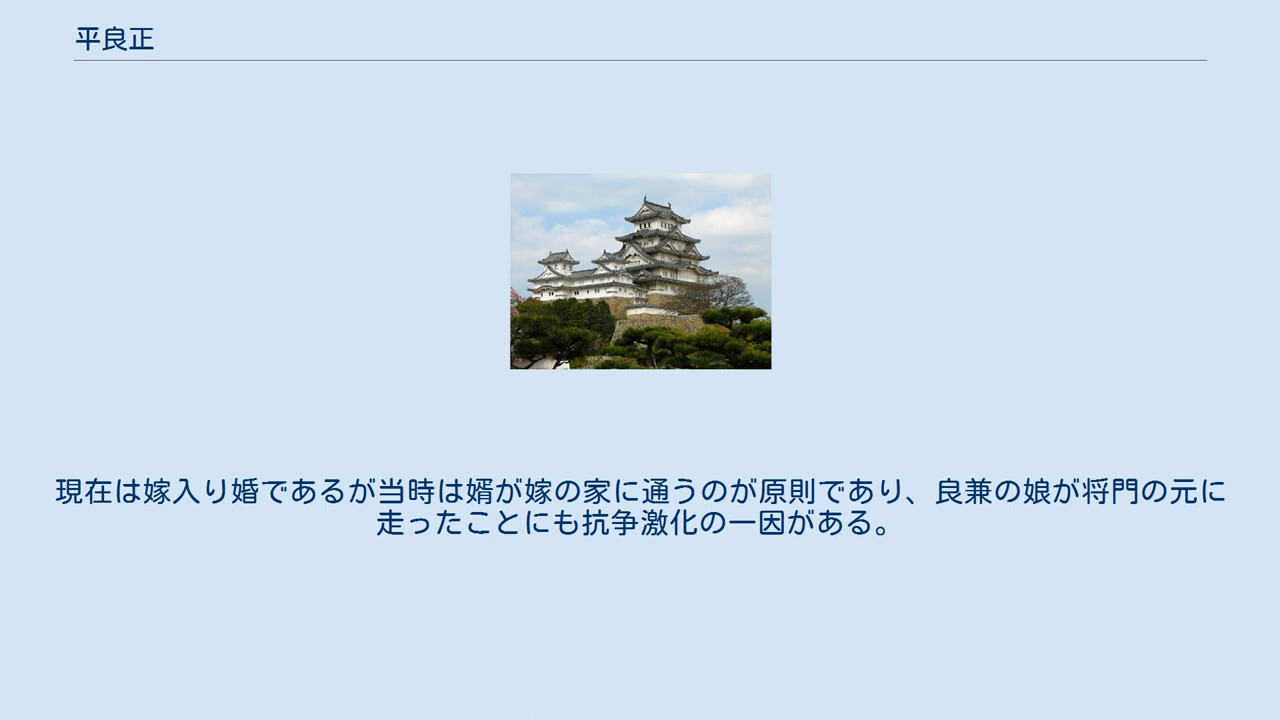 平良正
現在は嫁入り婚であるが当時は婿が嫁の家に通うのが原則であり、良兼の娘が将門の元に
走ったことにも抗争激化の一因がある。